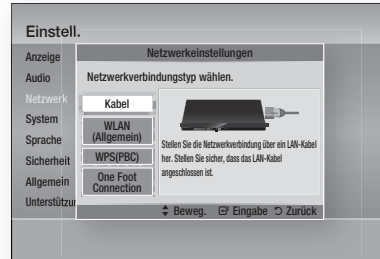 Einstell.
Anzeige
Audio
Netzwerk
System
Sprache
Sicherheit
Allgemein
Netzwerkeinstellungen
Netzwerkverbindungstyp wählen.
Kabel
WLAN
(Allgemein)
WPS(PBC)
One Foot
Connection
Stellen Sie die Netzwerkverbindung über ein LAN-Kabel
her. Stellen Sie sicher, dass das LAN-Kabel
angeschlossen ist.
Unterstützu
Beweg. Eingabe Zurück